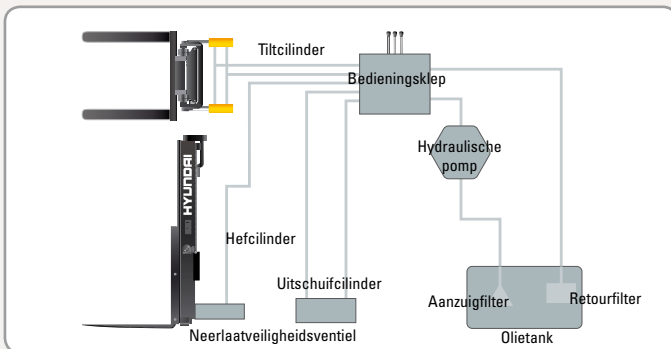 Tiltcilinder
Bedieningsklep
Hydraulische
pomp
HYUNDAI
Hefcilinder
Uitschuifcilinder
Aanzuigfilter
Retourfilter
Neerlaatveiligheidsventiel
Olietank